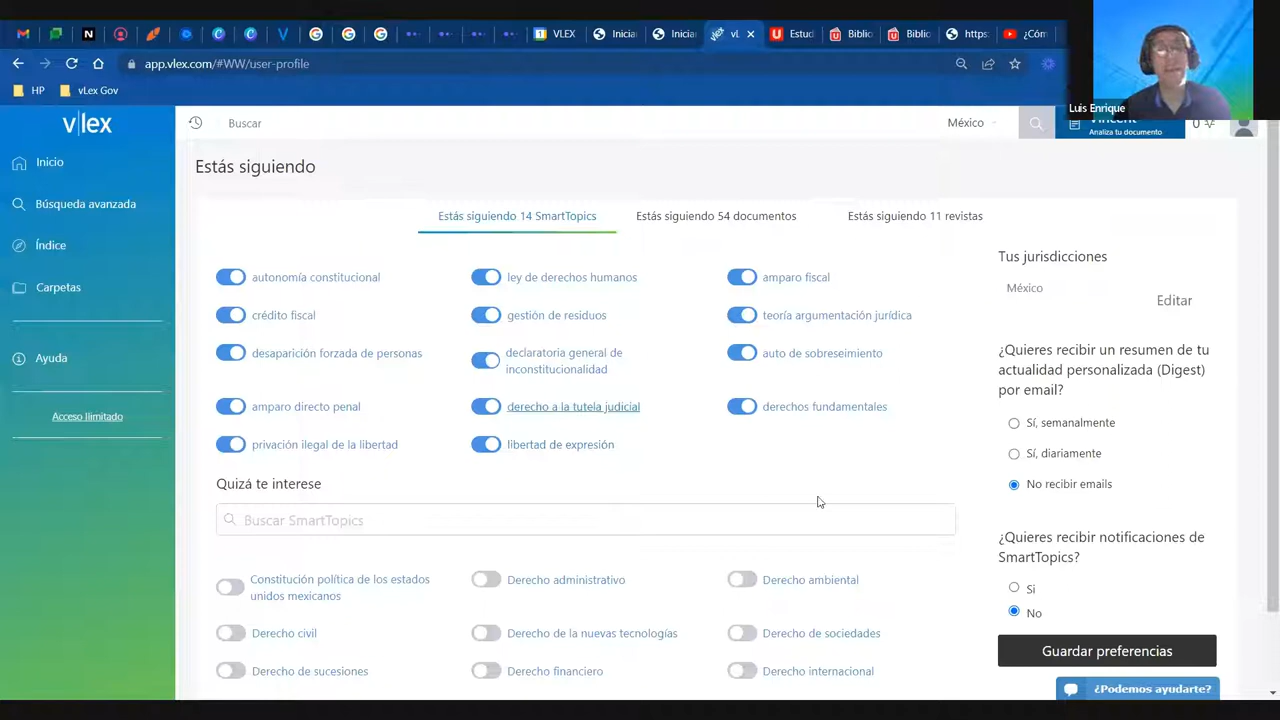 VLEX
Inicia
Inicia
vL
Estud
Biblio
Biblio
https:
¿Cóm
app.vlex.com/#WW/user-profile
HP
vLex Gov
Luis Enrique
v|lex
Buscar
México
Vincent
Analiza tu documento
0
Inicio
Búsqueda avanzada
Índice
Carpetas
Ayuda
Acceso Ilimitado
Estás siguiendo
Estás siguiendo 14 SmartTopics
Estás siguiendo 54 documentos
Estás siguiendo 11 revistas
autonomía constitucional
ley de derechos humanos
amparo fiscal
crédito fiscal
gestión de residuos
teoría argumentación jurídica
desaparición forzada de personas
declaratoria general de
inconstitucionalidad
auto de sobreseimiento
amparo directo penal
derecho a la tutela judicial
derechos fundamentales
privación ilegal de la libertad
libertad de expresión
Quizá te interese
Buscar SmartTopics
Constitución política de los estados
unidos mexicanos
Derecho administrativo
Derecho ambiental
Derecho civil
Derecho de la nuevas tecnologías
Derecho de sociedades
Derecho de sucesiones
Derecho financiero
Derecho internacional
Tus jurisdicciones
México
Editar
¿Quieres recibir un resumen de tu
actualidad personalizada (Digest)
por email?
Sí, semanalmente
Sí, diariamente
No recibir emails
¿Quieres recibir notificaciones de
SmartTopics?
Si
No
Guardar preferencias
¿Podemos ayudarte?